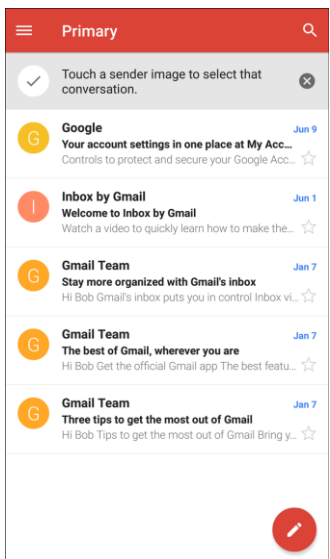 Primary
Touch a sender image to select that
conversation.
G
Google
Jun 9
Your account settings in one place at My Acc...
Controls to protect and secure your Google Acc...
I
Inbox by Gmail
Jun 1
Welcome to Inbox by Gmail
Watch a video to quickly learn how to make the...
G
Gmail Team
Jan 7
Stay more organized with Gmail's inbox
Hi Bob Gmail's inbox puts you in control Inbox vi...
G
Gmail Team
Jan 7
The best of Gmail, wherever you are
Hi Bob Get the official Gmail app The best featu...
G
Gmail Team
Jan 7
Three tips to get the most out of Gmail
Hi Bob Tips to get the most out of Gmail Bring y...